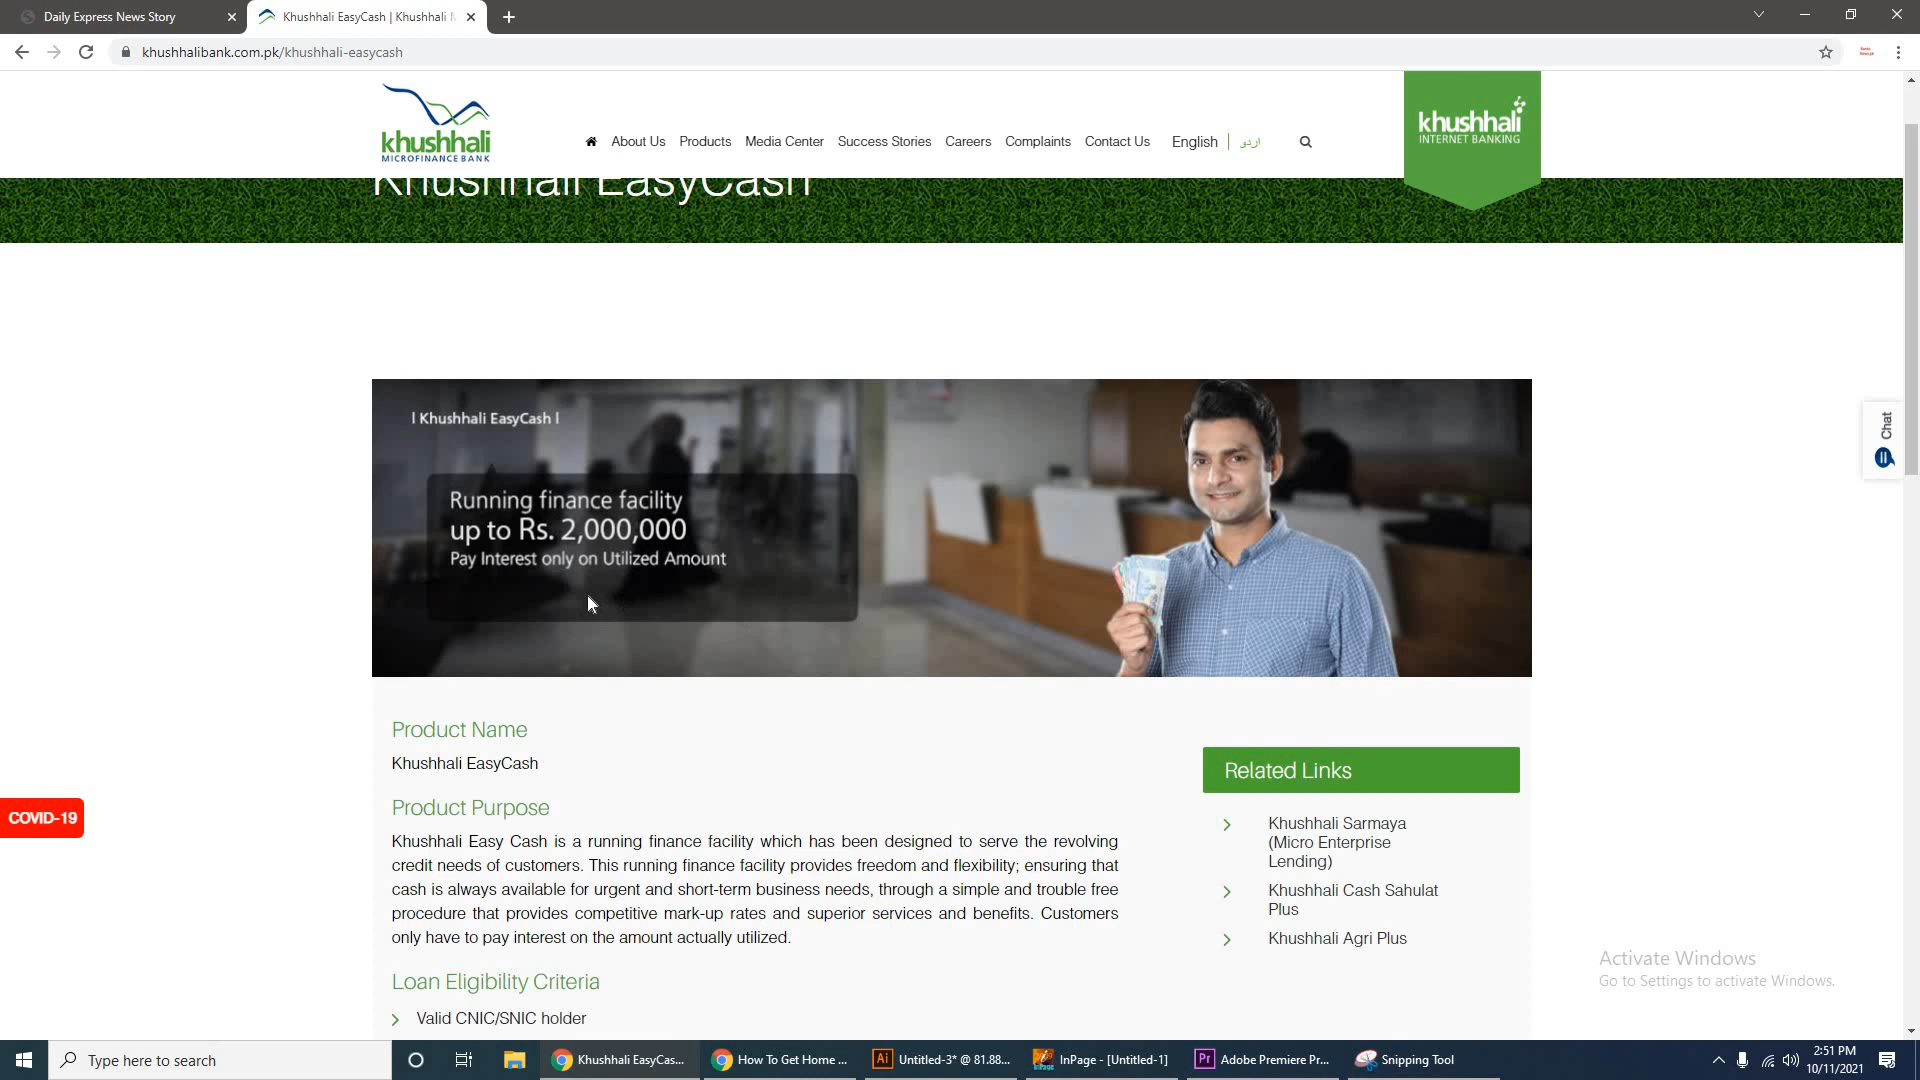 Daily Express News Story
Khushhali EasyCash | Khushhali M
khushhalibank.com.pk/khushhali-easycash
khushhali
MICROFINANCE BANK
About Us
Products
Media Center
Success Stories
Careers
Complaints
Contact Us
English
اردو
khushhali
INTERNET BANKING
Khushhali EasyCash
| Khushhali EasyCash |
Running finance facility
up to Rs. 2,000,000
Pay Interest only on Utilized Amount
Chat
Product Name
Khushhali EasyCash
Product Purpose
Khushhali Easy Cash is a running finance facility which has been designed to serve the revolving
credit needs of customers. This running finance facility provides freedom and flexibility; ensuring that
cash is always available for urgent and short-term business needs, through a simple and trouble free
procedure that provides competitive mark-up rates and superior services and benefits. Customers
only have to pay interest on the amount actually utilized.
Loan Eligibility Criteria
Valid CNIC/SNIC holder
Related Links
Khushhali Sarmaya
(Micro Enterprise
Lending)
Khushhali Cash Sahulat
Plus
Khushhali Agri Plus
COVID-19
Activate Windows
Go to Settings to activate Windows.
Type here to search
Khushhali EasyCas...
How To Get Home ...
Ai
Untitled-3* @ 81.88...
InPage - [Untitled-1]
Pr
Adobe Premiere Pr...
Snipping Tool
2:51 PM
10/11/2021